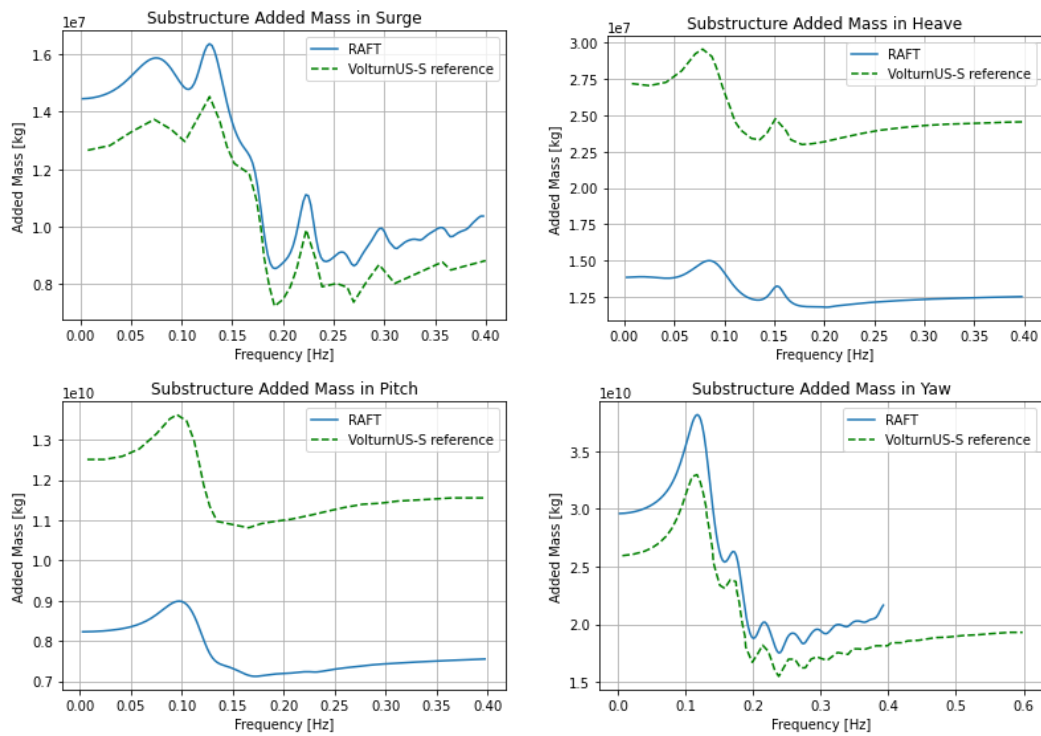 Substructure Added Mass in Surge
1e7
RAFT
VolturnUS-S reference
Added Mass [kg]
1.6
1.4
1.2
1.0
0.8
0.00 0.05 0.10 0.15 0.20 0.25 0.30 0.35 0.40
Frequency [Hz]
Substructure Added Mass in Heave
1e7
RAFT
VolturnUS-S reference
Added Mass [kg]
3.00
2.75
2.50
2.25
2.00
1.75
1.50
1.25
0.00 0.05 0.10 0.15 0.20 0.25 0.30 0.35 0.40
Frequency [Hz]
Substructure Added Mass in Pitch
1e10
RAFT
VolturnUS-S reference
Added Mass [kg]
1.3
1.2
1.1
1.0
0.9
0.8
0.7
0.00 0.05 0.10 0.15 0.20 0.25 0.30 0.35 0.40
Frequency [Hz]
Substructure Added Mass in Yaw
1e10
RAFT
VolturnUS-S reference
Added Mass [kg]
3.5
3.0
2.5
2.0
1.5
0.0 0.1 0.2 0.3 0.4 0.5 0.6
Frequency [Hz]